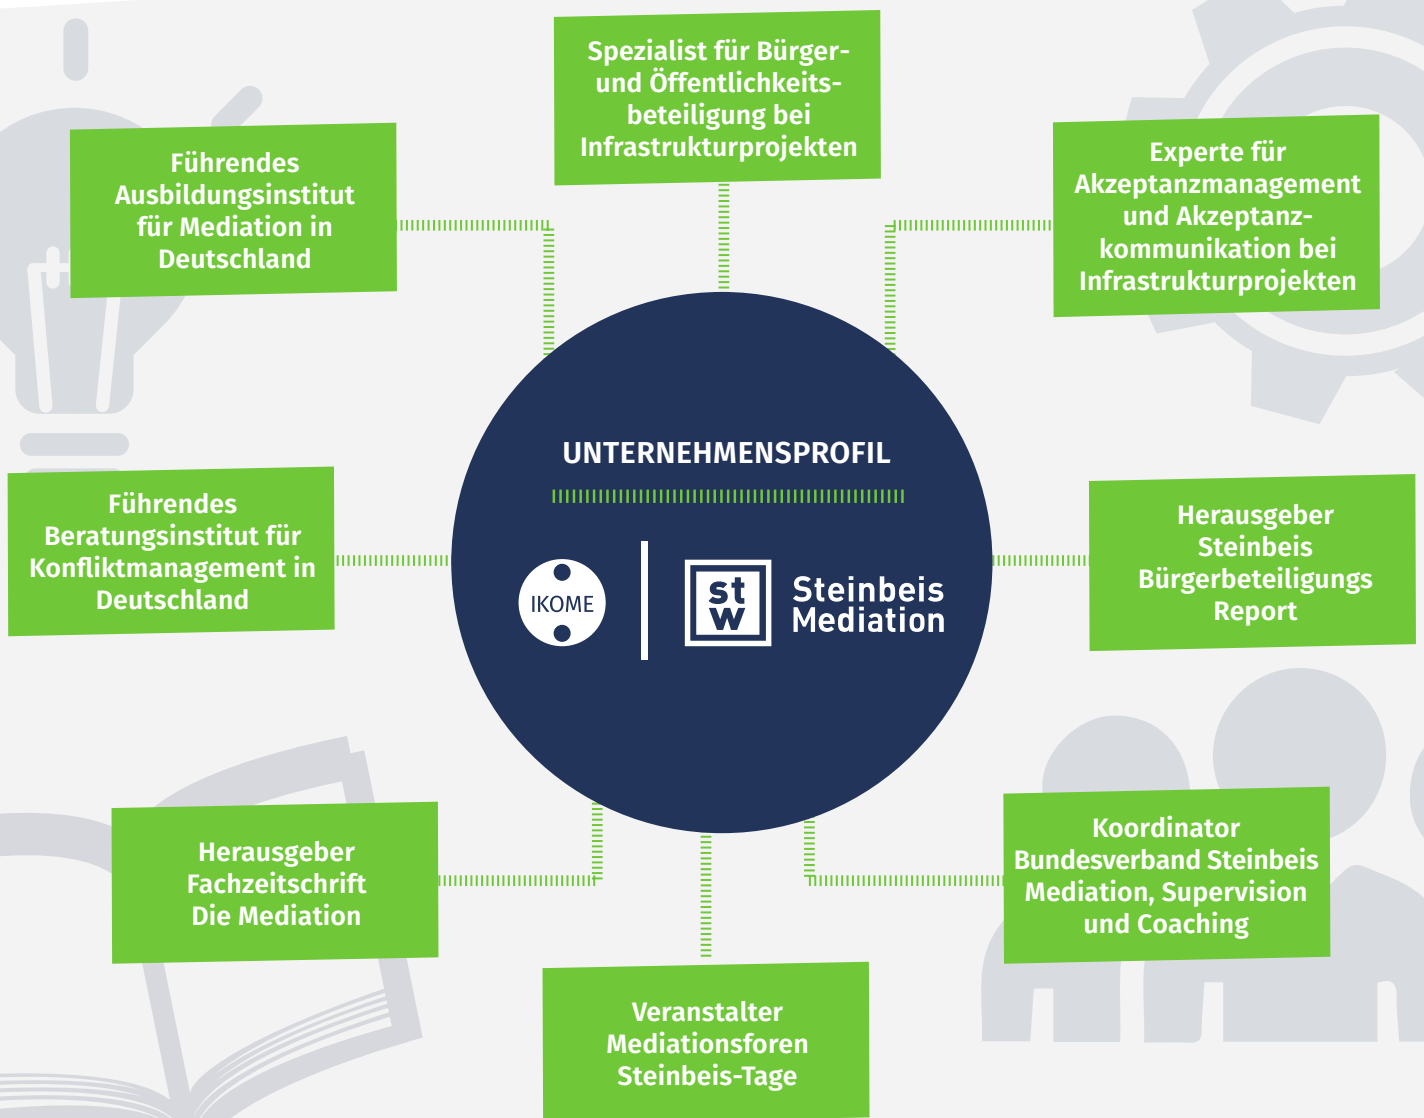 Spezialist für Bürger-
und Öffentlichkeits-
beteiligung bei
Infrastrukturprojekten
Führendes
Ausbildungsinstitut
für Mediation in
Deutschland
Experte für
Akzeptanzmanagement
und Akzeptanz-
kommunikation bei
Infrastrukturprojekten
UNTERNEHMENSPROFIL
IKOME
st
w
Steinbeis
Mediation
Führendes
Beratungsinstitut für
Konfliktmanagement in
Deutschland
Herausgeber
Steinbeis
Bürgerbeteiligungs
Report
Herausgeber
Fachzeitschrift
Die Mediation
Koordinator
Bundesverband Steinbeis
Mediation, Supervision
und Coaching
Veranstalter
Mediationsforen
Steinbeis-Tage